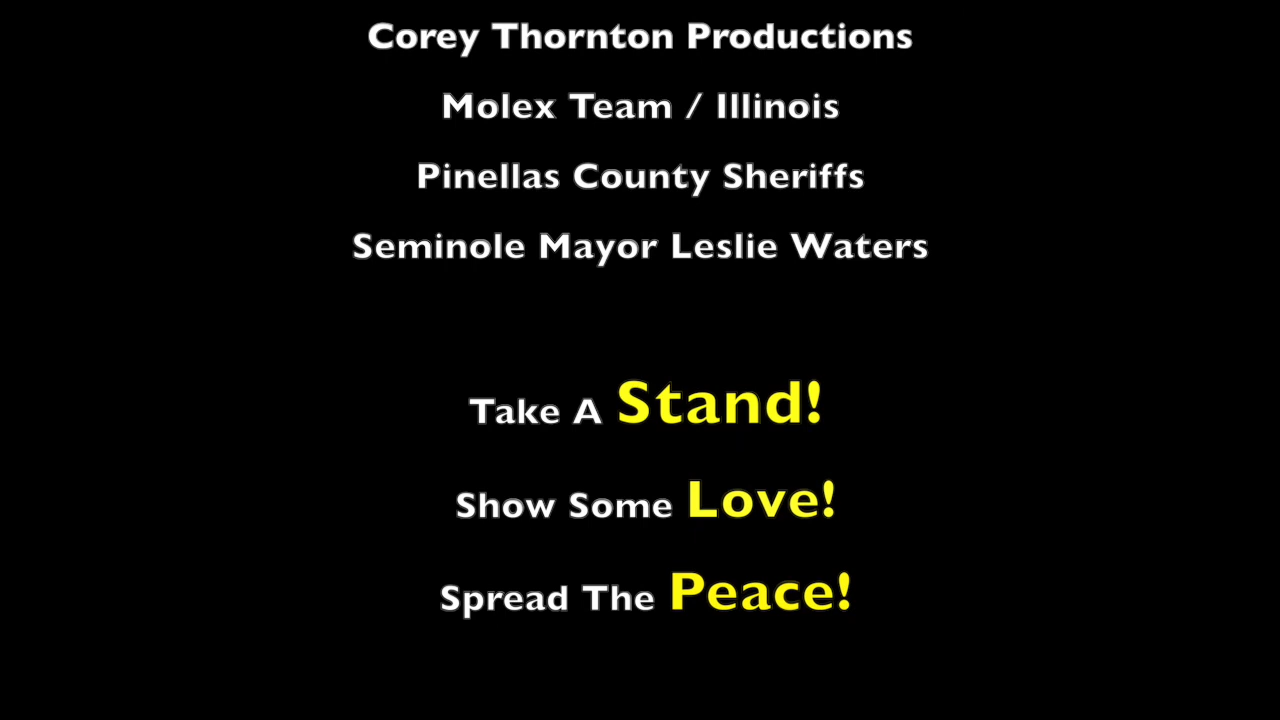 Corey Thornton Productions
Molex Team / Illinois
Pinellas County Sheriffs
Seminole Mayor Leslie Waters
Take A Stand!
Show Some Love!
Spread The Peace!